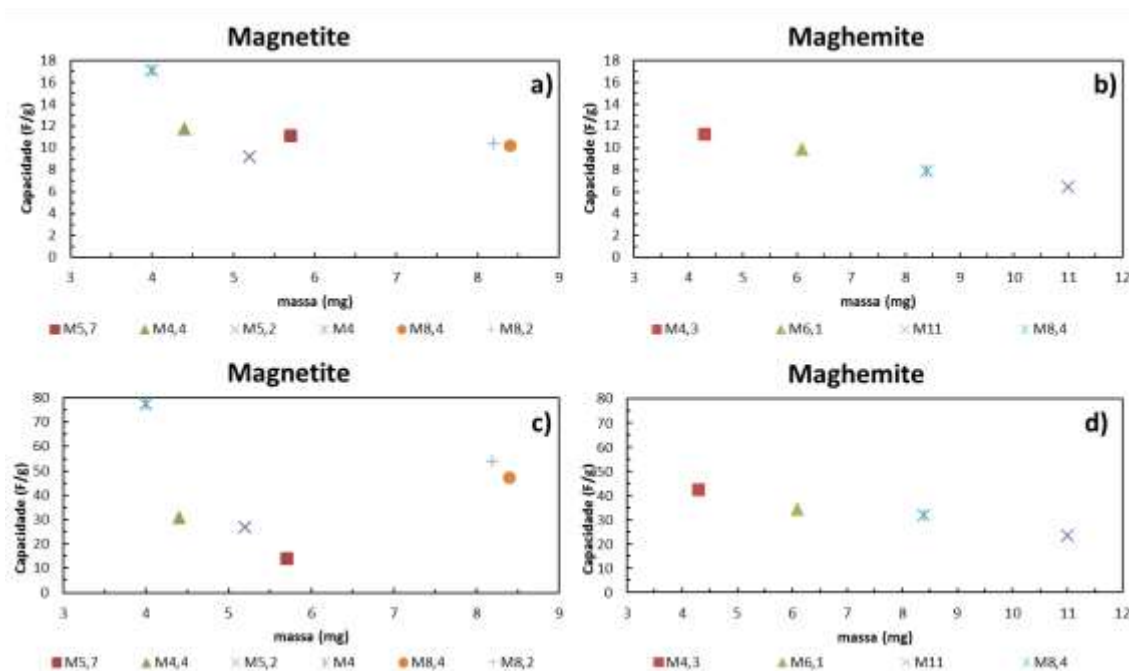 Magnetite
a)
Capacidade (F/g)
18
16
14
12
10
8
6
4
2
0
3 4 5 6 7 8 9
massa (mg)
M5,7 M4,4 M5,2 M4 M8,4 M8,2
Maghemite
b)
Capacidade (F/g)
18
16
14
12
10
8
6
4
2
0
3 4 5 6 7 8 9 10 11 12
massa (mg)
M4,3 M6,1 M11 M8,4
Magnetite
c)
Capacidade (F/g)
80
70
60
50
40
30
20
10
0
3 4 5 6 7 8 9
massa (mg)
M5,7 M4,4 M5,2 M4 M8,4 M8,2
Maghemite
d)
Capacidade (F/g)
80
70
60
50
40
30
20
10
0
3 4 5 6 7 8 9 10 11 12
massa (mg)
M4,3 M6,1 M11 M8,4